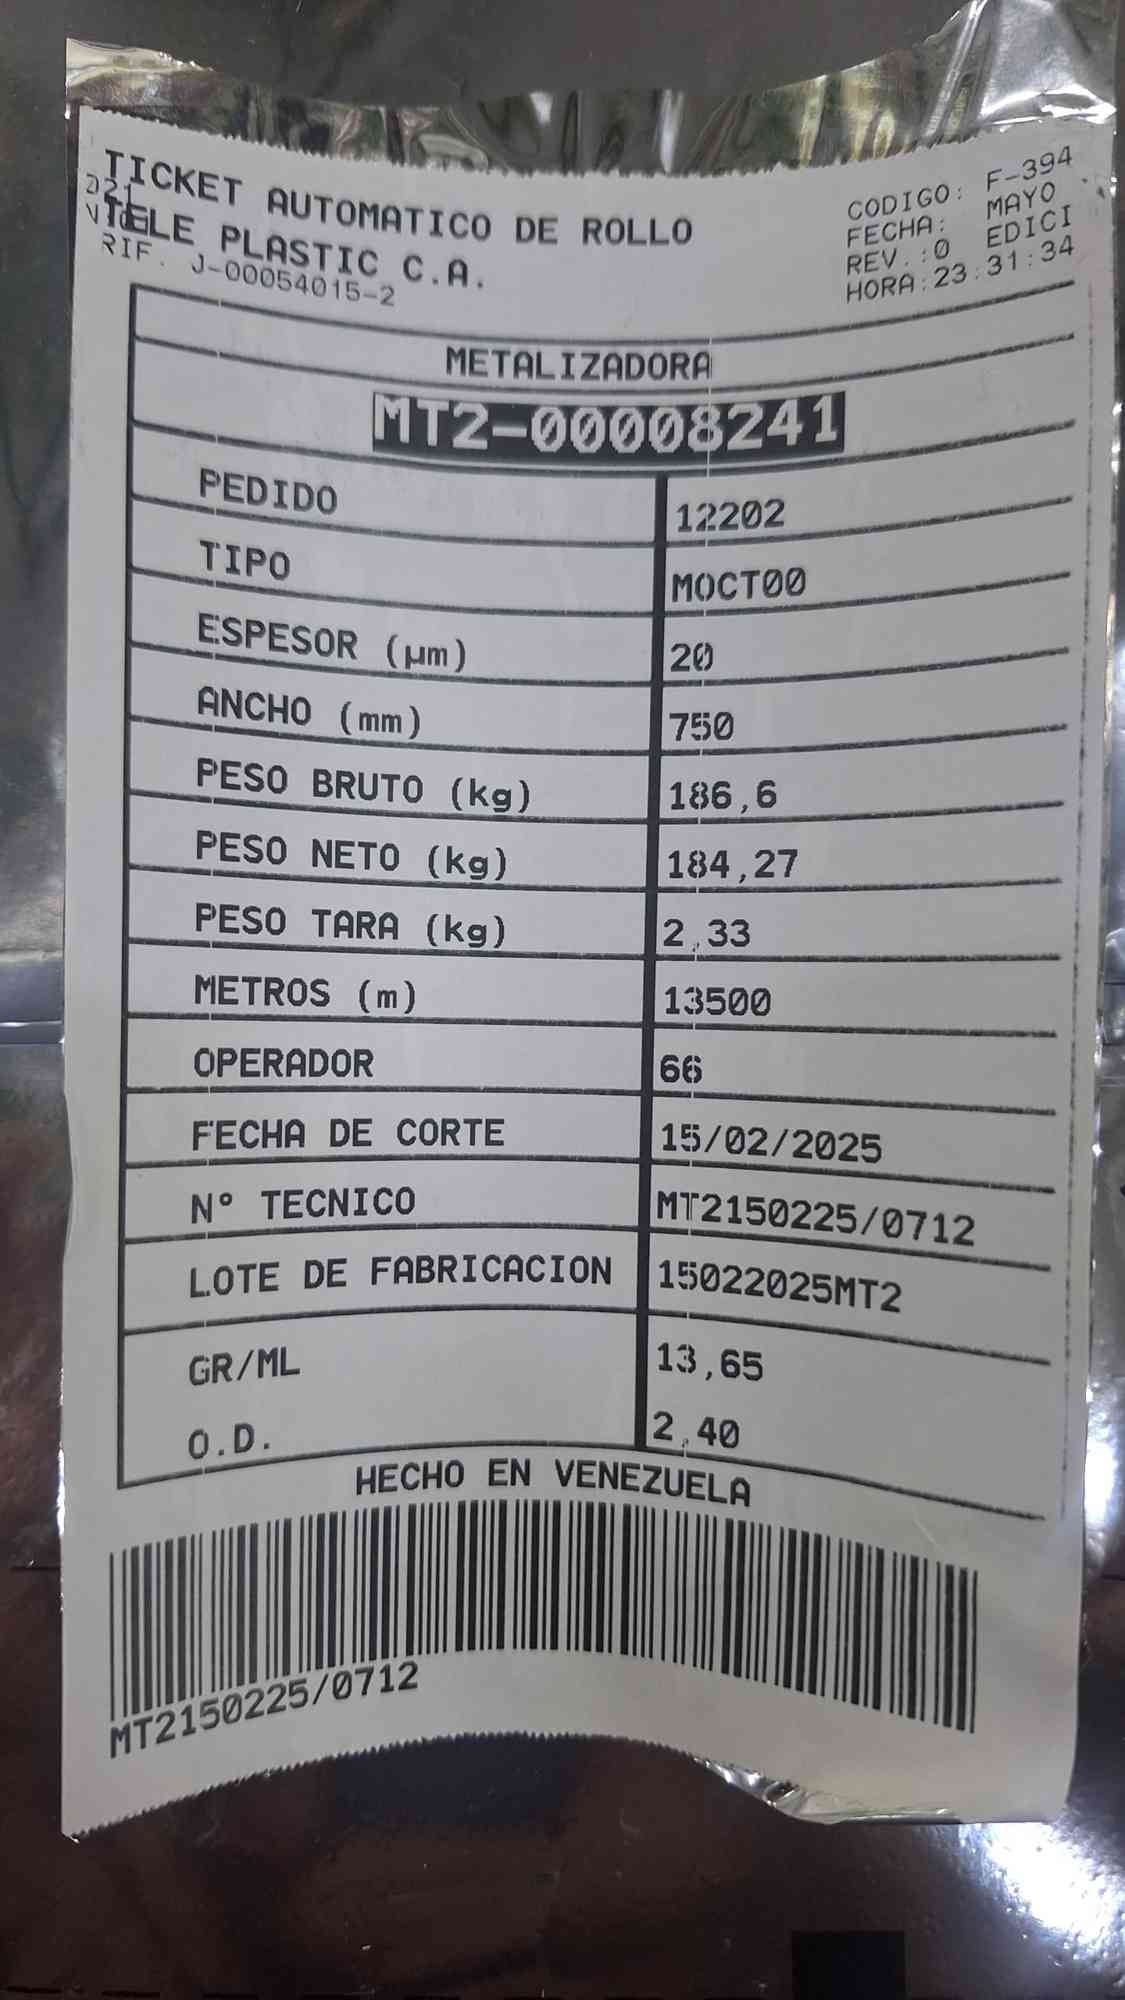 TICKET AUTOMATICO DE ROLLO
TELE PLASTIC C.A.
RIF. J-00054015-2
CODIGO: F-394
FECHA: MAYO
REV.:0 EDICI
HORA:23:31:34
METALIZADORA
MT2-00008241
PEDIDO 12202
TIPO MOCT00
ESPESOR (µm) 20
ANCHO (mm) 750
PESO BRUTO (kg) 186,6
PESO NETO (kg) 184,27
PESO TARA (kg) 2,33
METROS (m) 13500
OPERADOR 66
FECHA DE CORTE 15/02/2025
Nº TECNICO MT2150225/0712
LOTE DE FABRICACION 15022025MT2
GR/ML 13,65
O.D. 2,40
HECHO EN VENEZUELA
MT2150225/0712